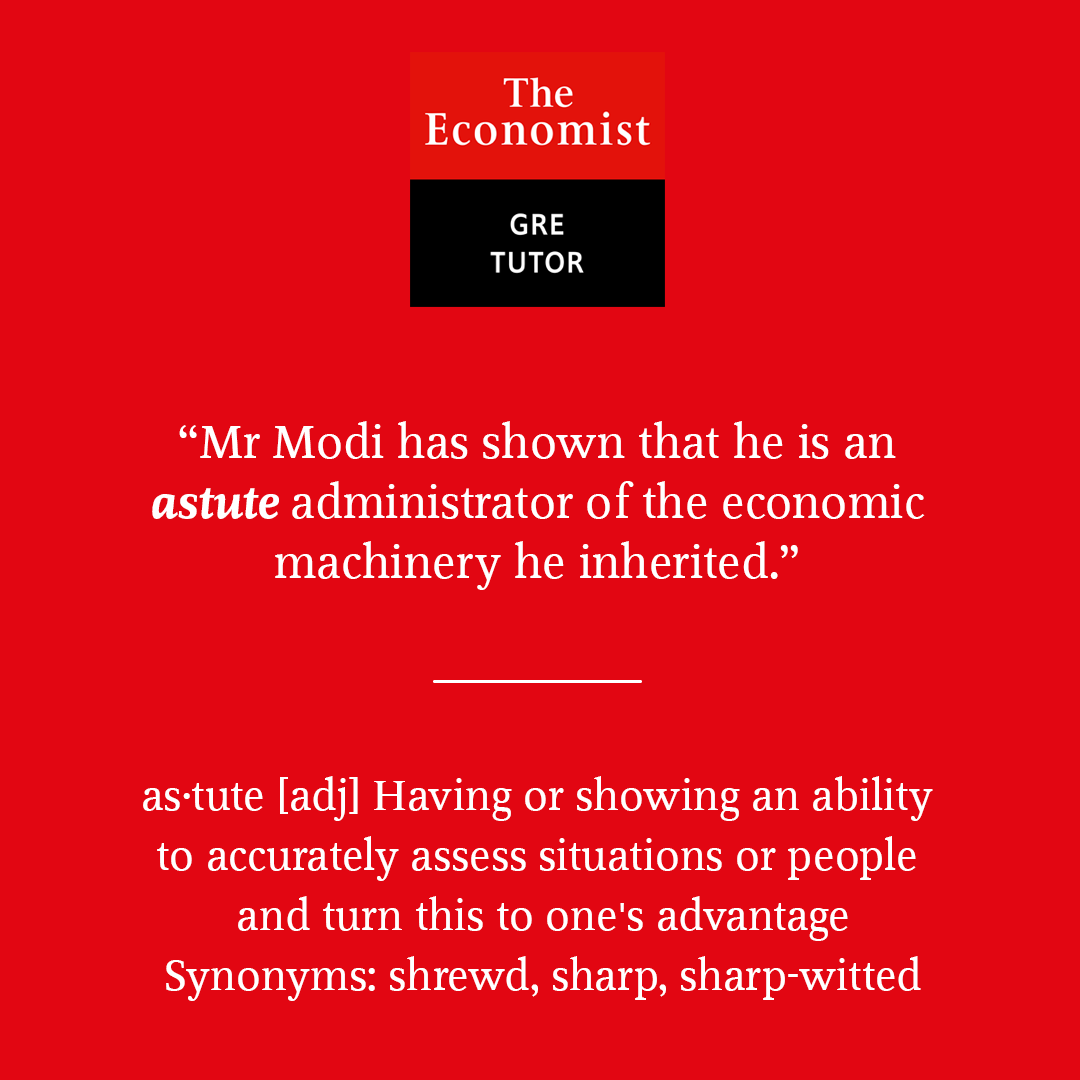 The
Economist
GRE
TUTOR
“Mr Modi has shown that he is an
astute administrator of the economic
machinery he inherited.”
as·tute [adj] Having or showing an ability
to accurately assess situations or people
and turn this to one's advantage
Synonyms: shrewd, sharp, sharp-witted